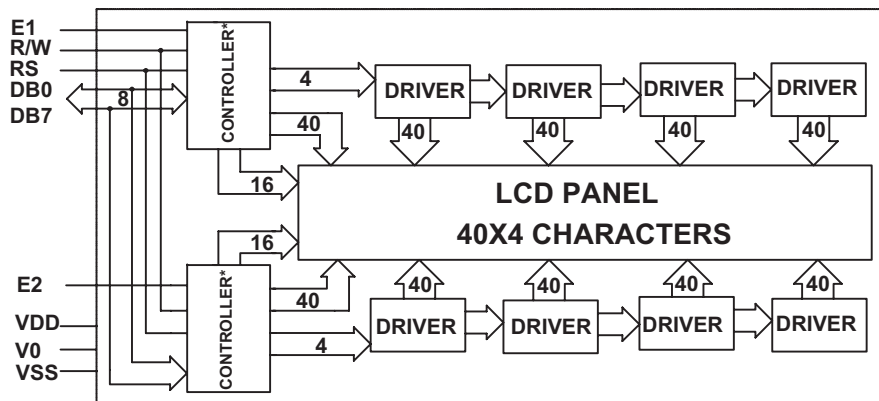 E1
R/W
RS
DB0
DB7
8
CONTROLLER*
4
40
16
DRIVER
DRIVER
DRIVER
DRIVER
40
40
40
40
LCD PANEL
40X4 CHARACTERS
E2
VDD
V0
VSS
CONTROLLER*
16
40
4
40
40
40
40
DRIVER
DRIVER
DRIVER
DRIVER